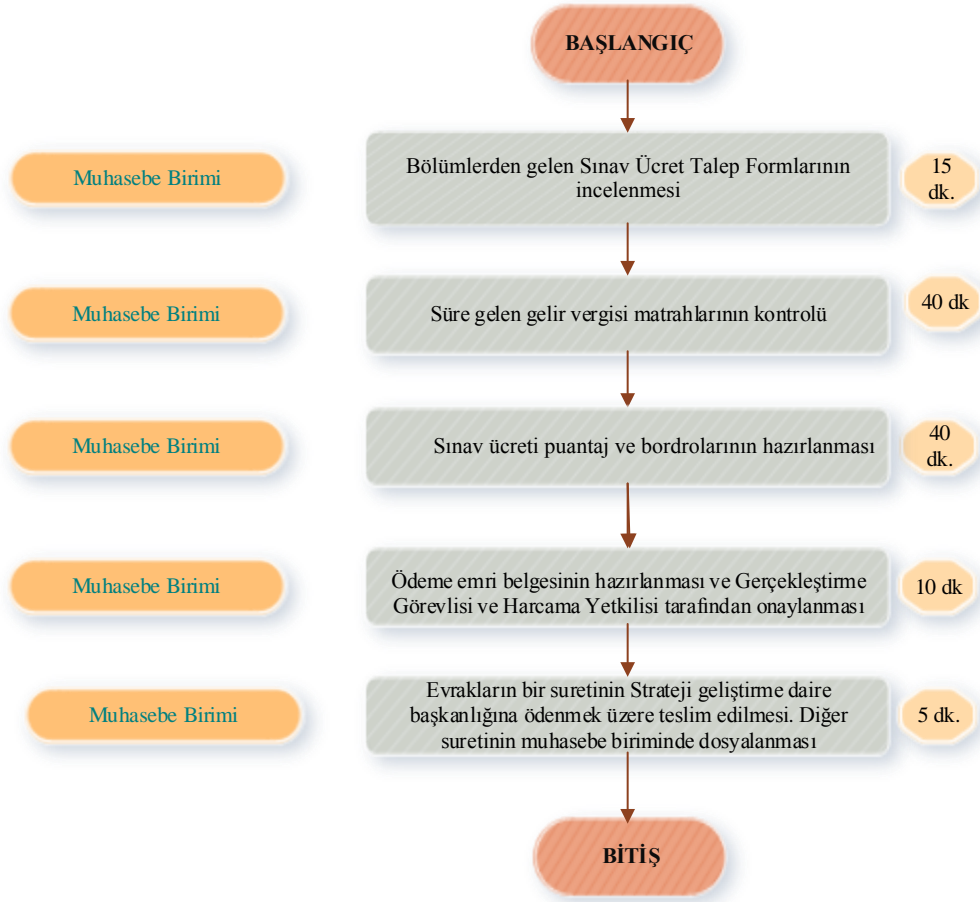 BAŞLANGIÇ
Muhasebe Birimi
Bölümlerden gelen Sınav Ücret Talep Formlarının
incelenmesi
15
dk.
Muhasebe Birimi
Süre gelen gelir vergisi matrahlarının kontrolü
40 dk
Muhasebe Birimi
Sınav ücreti puantaj ve bordrolarının hazırlanması
40
dk.
Muhasebe Birimi
Ödeme emri belgesinin hazırlanması ve Gerçekleştirme
Görevlisi ve Harcama Yetkilisi tarafından onaylanması
10 dk
Muhasebe Birimi
Evrakların bir suretinin Strateji geliştirme daire
başkanlığına ödenmek üzere teslim edilmesi. Diğer
suretinin muhasebe biriminde dosyalanması
5 dk.
BİTİŞ